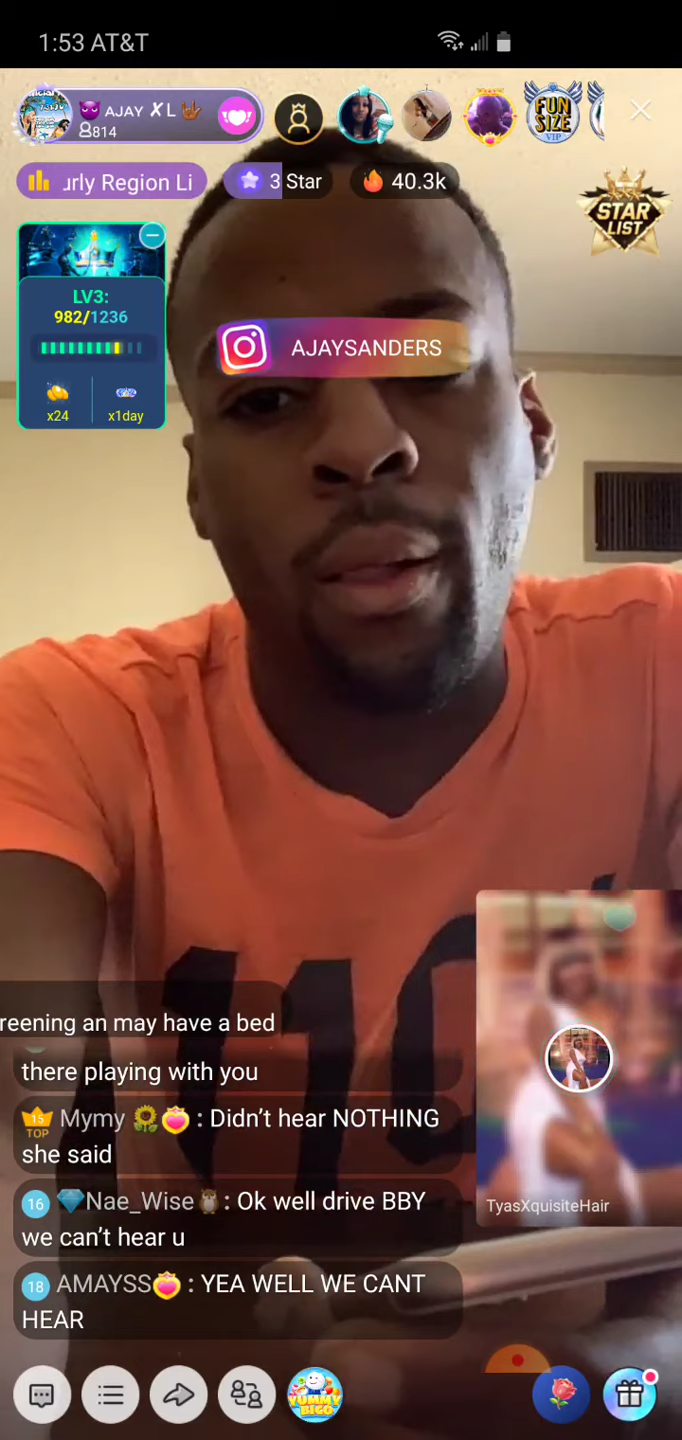 1:53 AT&T
AJAY XL
814
FUN
SIZE
VIP
urly Region Li
3 Star
40.3k
STAR
LIST
LV3:
982/1236
x24
x1day
AJAYSANDERS
110
reening an may have a bed
there playing with you
15
TOP
Mymy : Didn't hear NOTHING
she said
16 Nae_Wise : Ok well drive BBY
we can't hear u
18 AMAYSS : YEA WELL WE CANT
HEAR
TyasXquisiteHair
YUMMY
BIGO